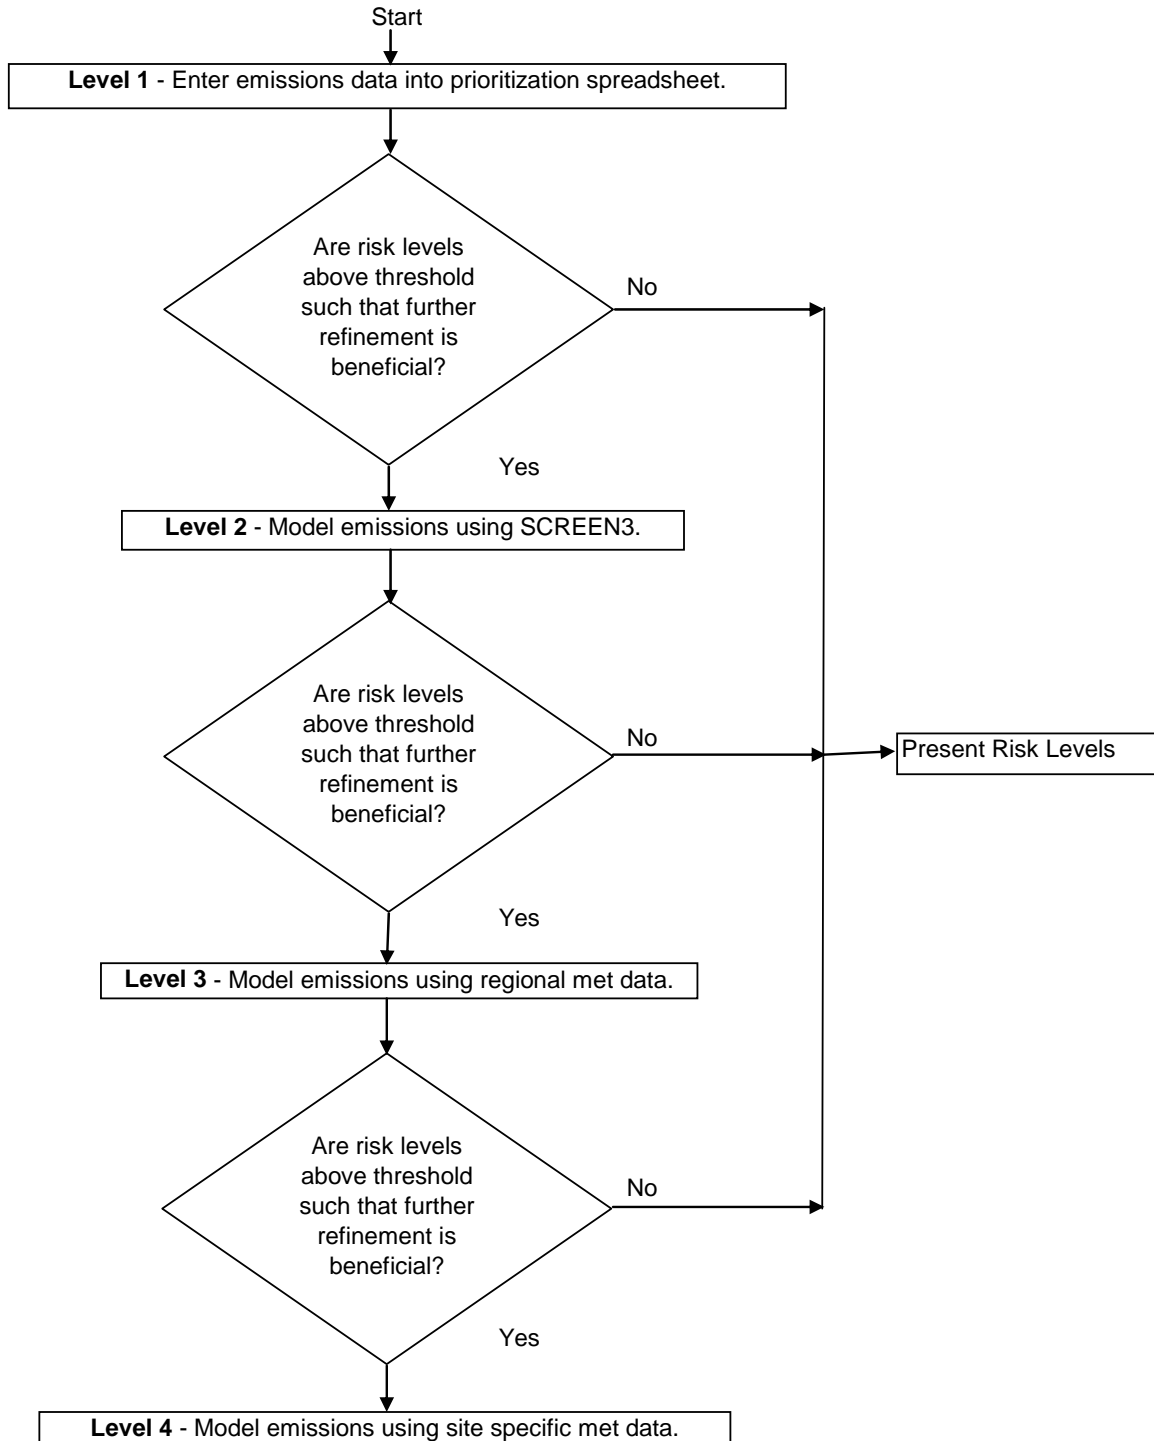 Start
Level 1 - Enter emissions data into prioritization spreadsheet.
Are risk levels
above threshold
such that further
refinement is
beneficial?
No
Yes
Level 2 - Model emissions using SCREEN3.
Are risk levels
above threshold
such that further
refinement is
beneficial?
No
Present Risk Levels
Yes
Level 3 - Model emissions using regional met data.
Are risk levels
above threshold
such that further
refinement is
beneficial?
No
Yes
Level 4 - Model emissions using site specific met data.